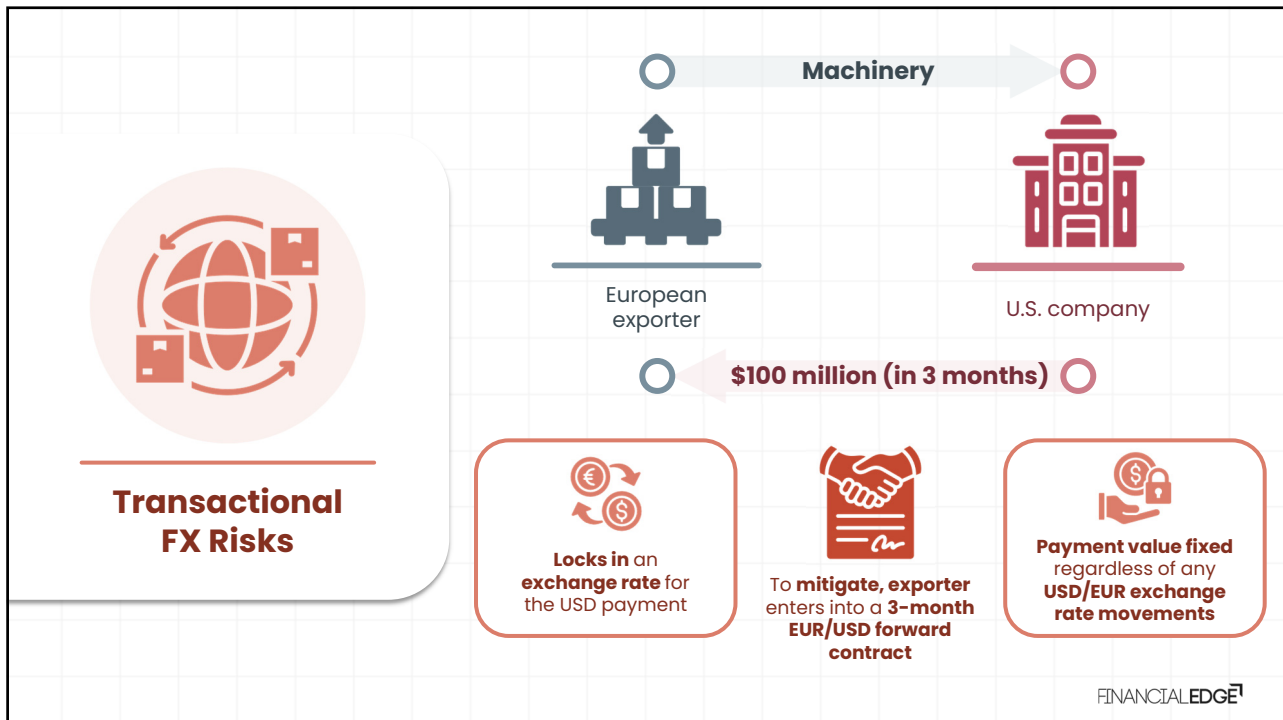 Machinery
European
exporter
U.S. company
$100 million (in 3 months)
Transactional
FX Risks
€
$
Locks in an
exchange rate for
the USD payment
To mitigate, exporter
enters into a 3-month
EUR/USD forward
contract
$
Payment value fixed
regardless of any
USD/EUR exchange
rate movements
FINANCIALEDGE